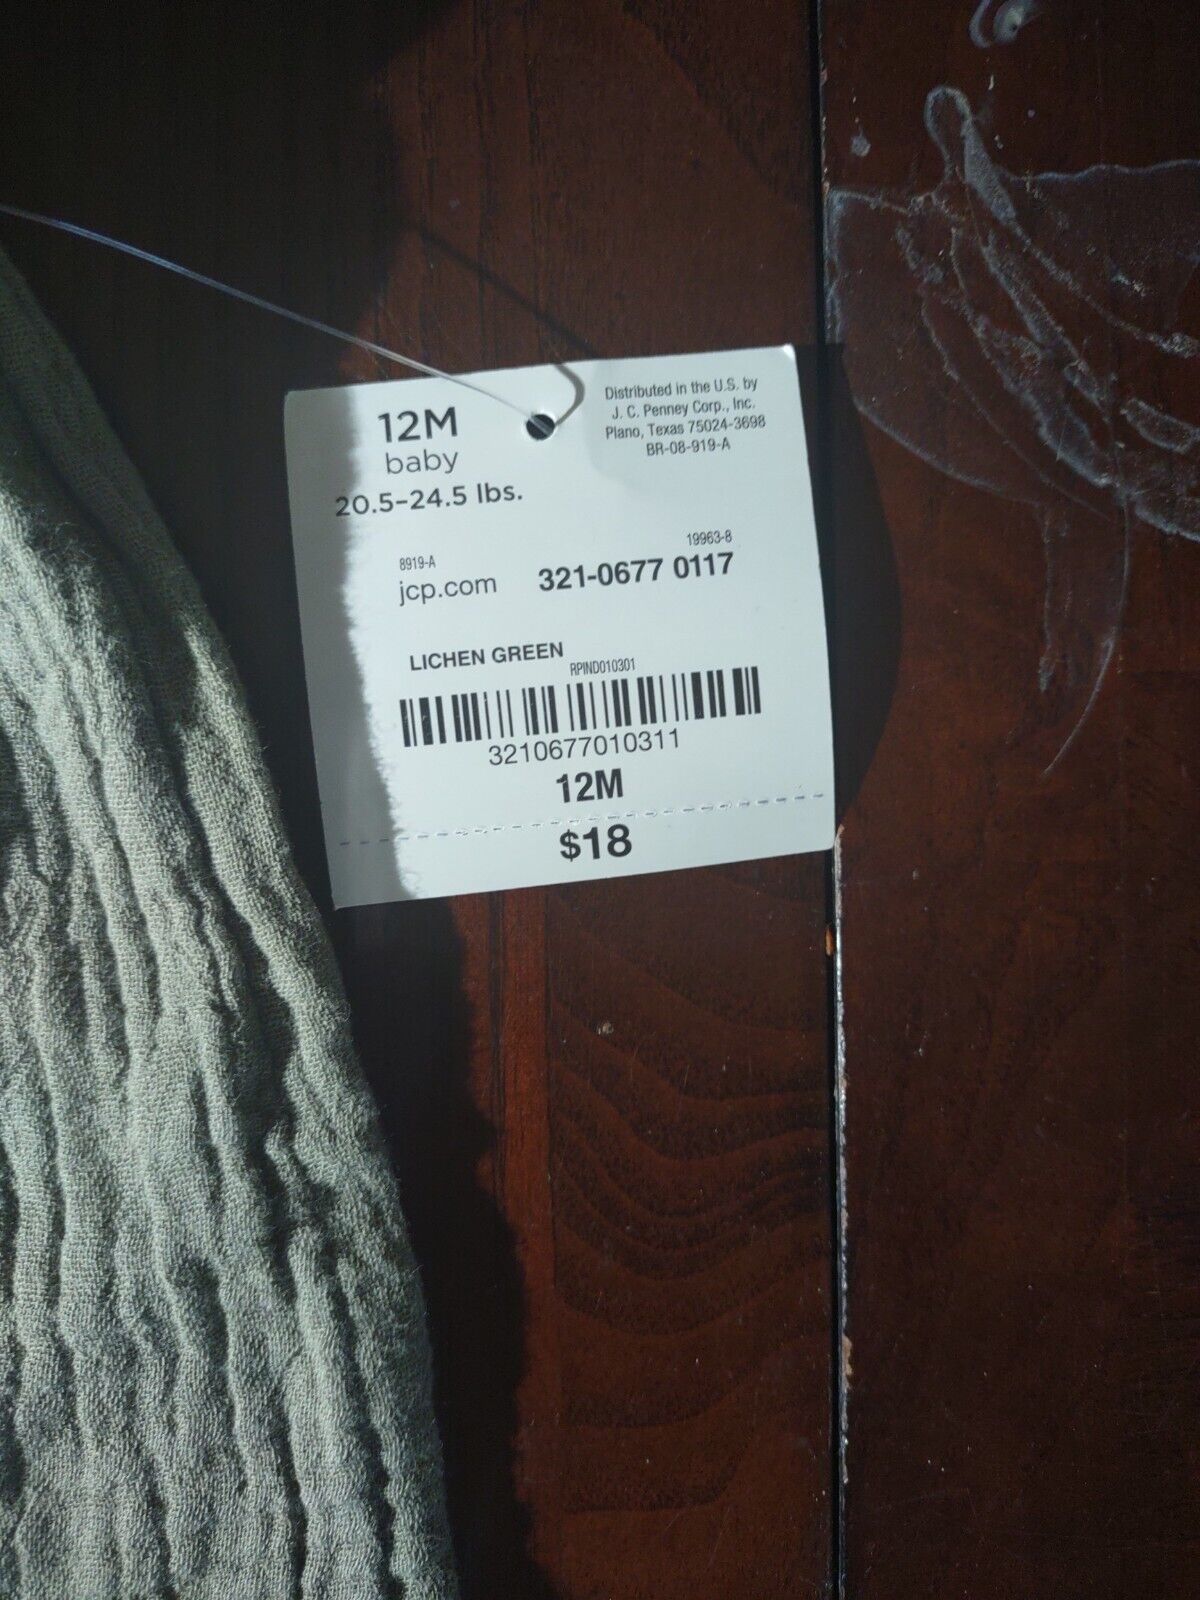 12M
baby
20.5–24.5 lbs.
Distributed in the U.S. by
J. C. Penney Corp., Inc.
Plano, Texas 75024-3698
BR-08-919-A
8919-A
jcp.com
19963-8
321-0677 0117
LICHEN GREEN
RPIND010301
3210677010311
12M
$18